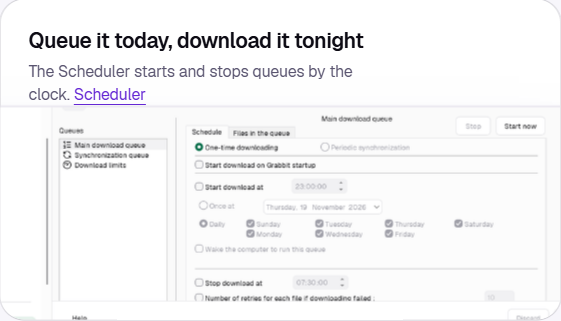 Queue it today, download it tonight
The Scheduler starts and stops queues by the
clock. Scheduler
Main download queue
Stop
Start now
Queues
Main download queue
Synchronization queue
Download limits
Schedule
Files in the queue
One-time downloading
Periodic synchronization
Start download on Grabbit startup
Start download at
23:00:00
Once at
Thursday, 19 November 2026
Daily
Sunday
Tuesday
Thursday
Saturday
Monday
Wednesday
Friday
Wake the computer to run this queue
Stop download at
07:30:00
Number of retries for each file if downloading failed :
10
Help
Discard